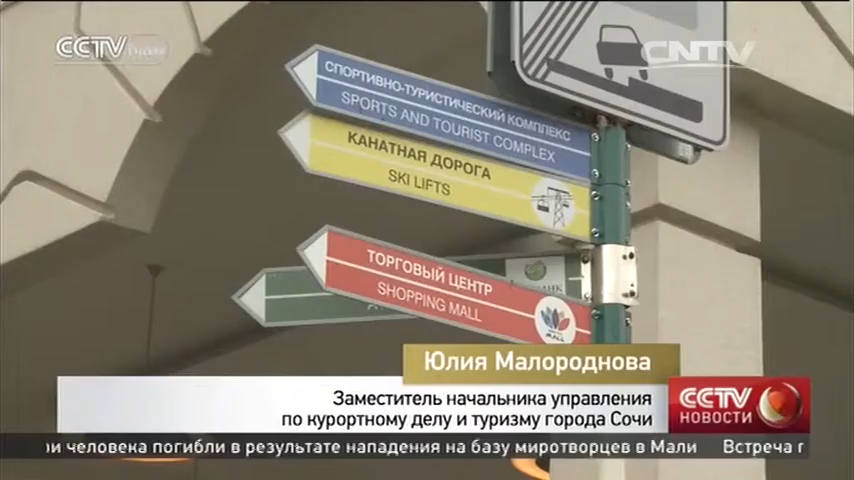 CCTV
CNTV
СПОРТИВНО-ТУРИСТИЧЕСКИЙ КОМПЛЕКС
SPORTS AND TOURIST COMPLEX
КАНАТНАЯ ДОРОГА
SKI LIFTS
ТОРГОВЫЙ ЦЕНТР
SHOPPING MALL
MALL
Юлия Малороднова
Заместитель начальника управления
по курортному делу и туризму города Сочи
CCTV
НОВОСТИ
ри человека погибли в результате нападения на базу миротворцев в Мали Встреча